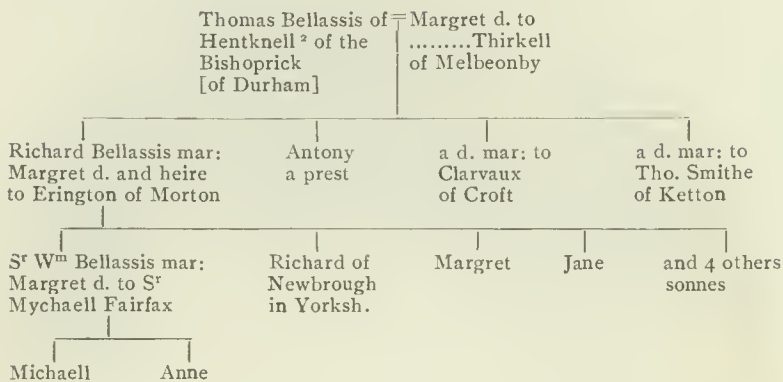 Thomas Bellassis of
Hentknell ² of the
Bishoprick
[of Durham]
Margret d. to
.........Thirkell
of Melbeonby
Richard Bellassis mar:
Margret d. and heire
to Erington of Morton
Antony
a prest
a d. mar: to
Clarvaux
of Croft
a d. mar: to
Tho. Smithe
of Ketton
Sʳ Wᵐ Bellassis mar:
Margret d. to Sʳ
Mychaell Fairfax
Richard of
Newbrough
in Yorksh.
Margret
Jane
and 4 others
sonnes
Michaell
Anne